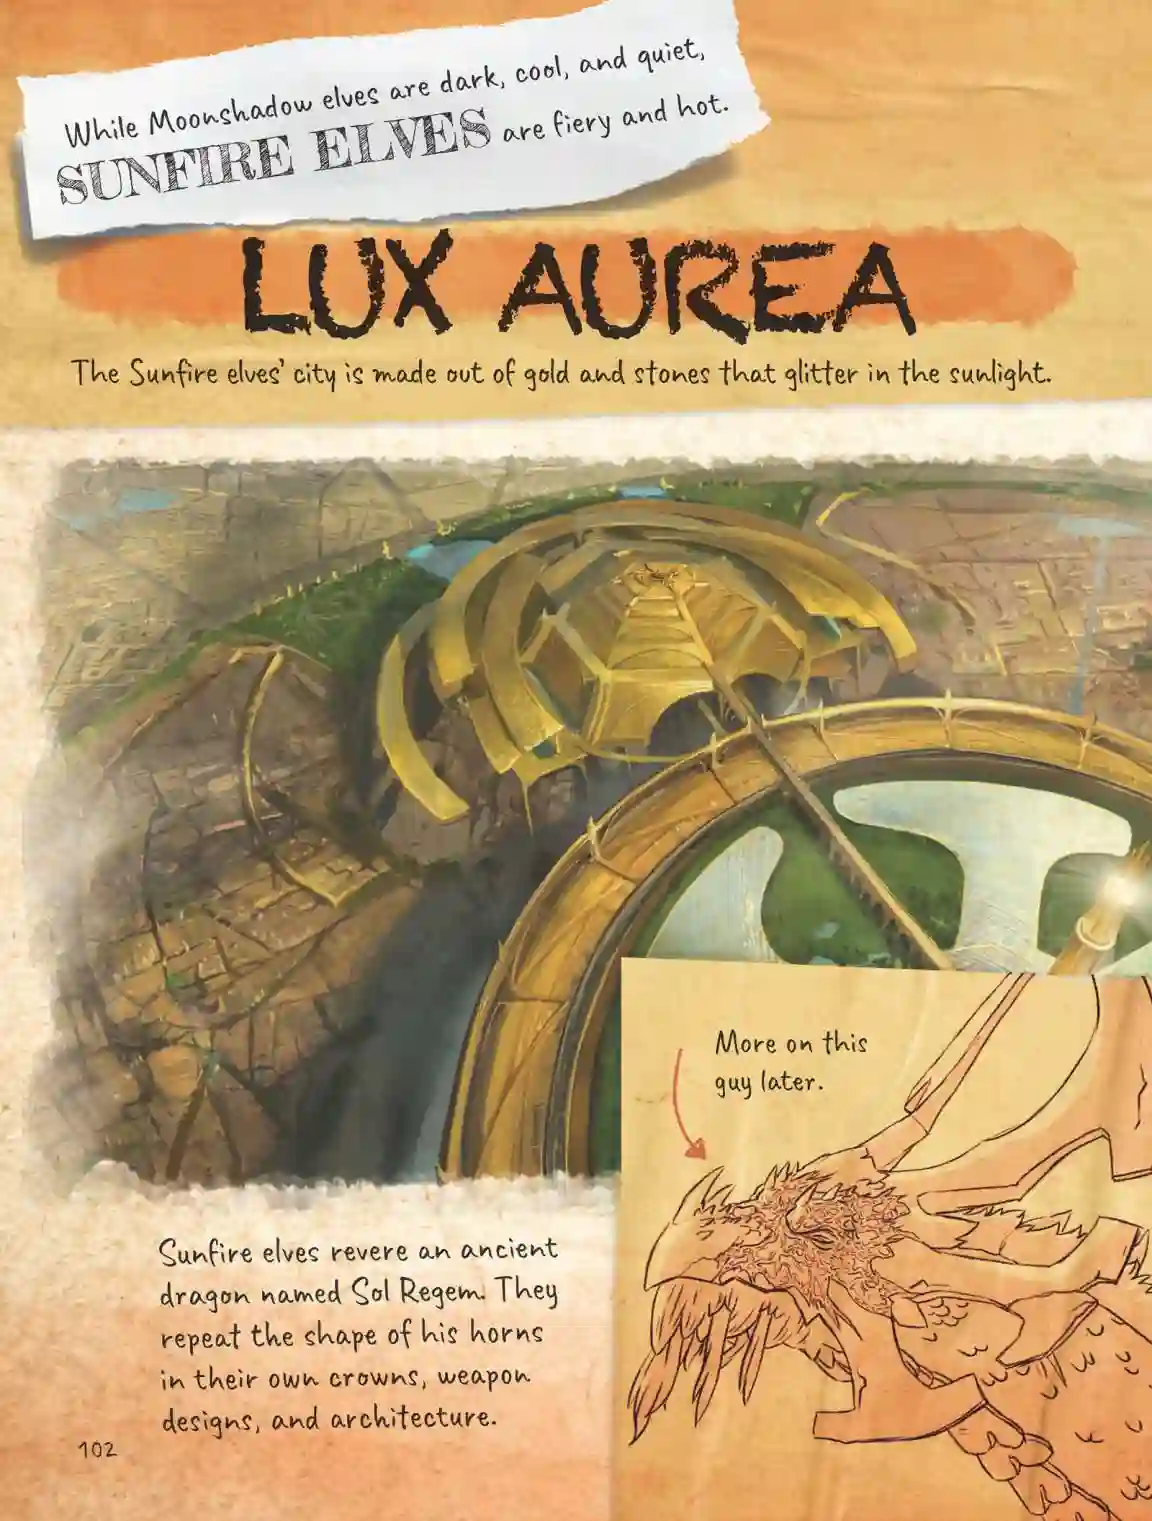 While Moonshadow elves are dark, cool, and quiet,
SUNFIRE ELVES are fiery and hot.
LUX AUREA
The Sunfire elves' city is made out of gold and stones that glitter in the sunlight.
More on this
guy later.
Sunfire elves revere an ancient
dragon named Sol Regem. They
repeat the shape of his horns
in their own crowns, weapon
designs, and architecture.
102